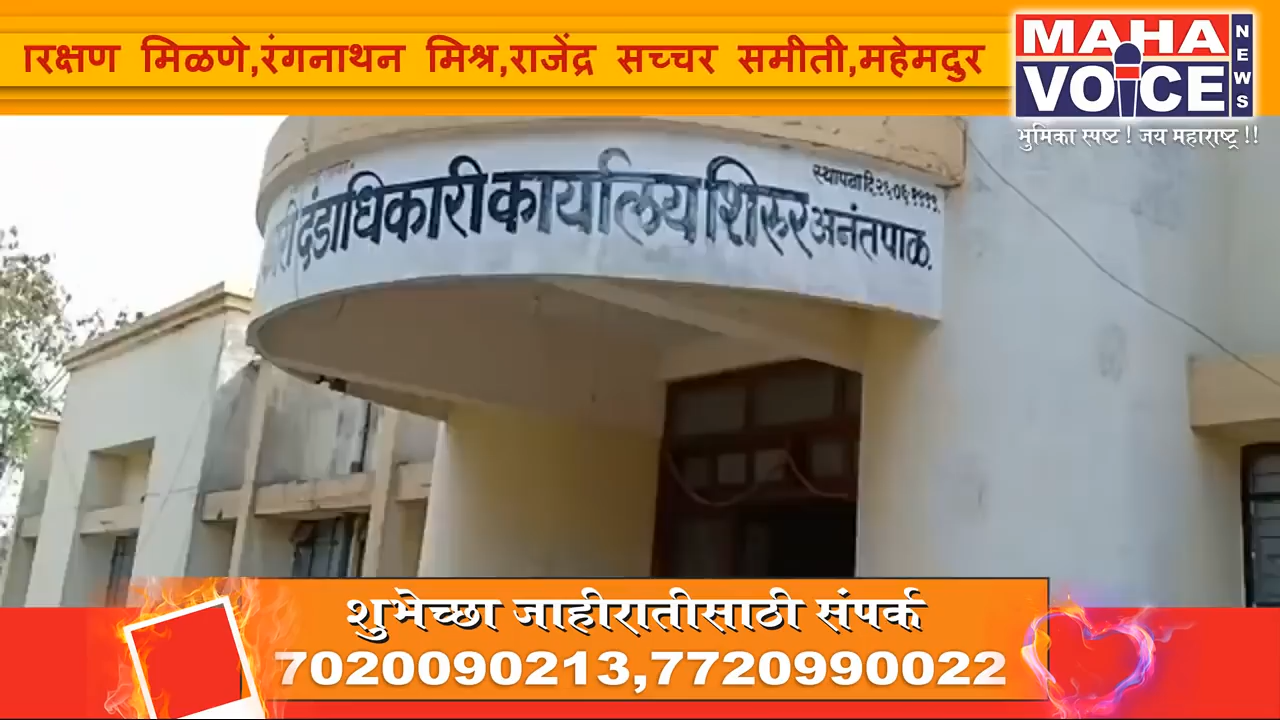 ारक्षण मिळणे,रंगनाथन मिश्र,राजेंद्र सच्चर समीती,महेमदुर
MAHA
VOICE
NEWS
भुमिका स्पष्ट ! जय महाराष्ट्र !!
स्थापना दि
दंडाधिकारी कार्यालय शिरुर अनंतपाळ.
शुभेच्छा जाहीरातीसाठी संपर्क
7020090213,7720990022